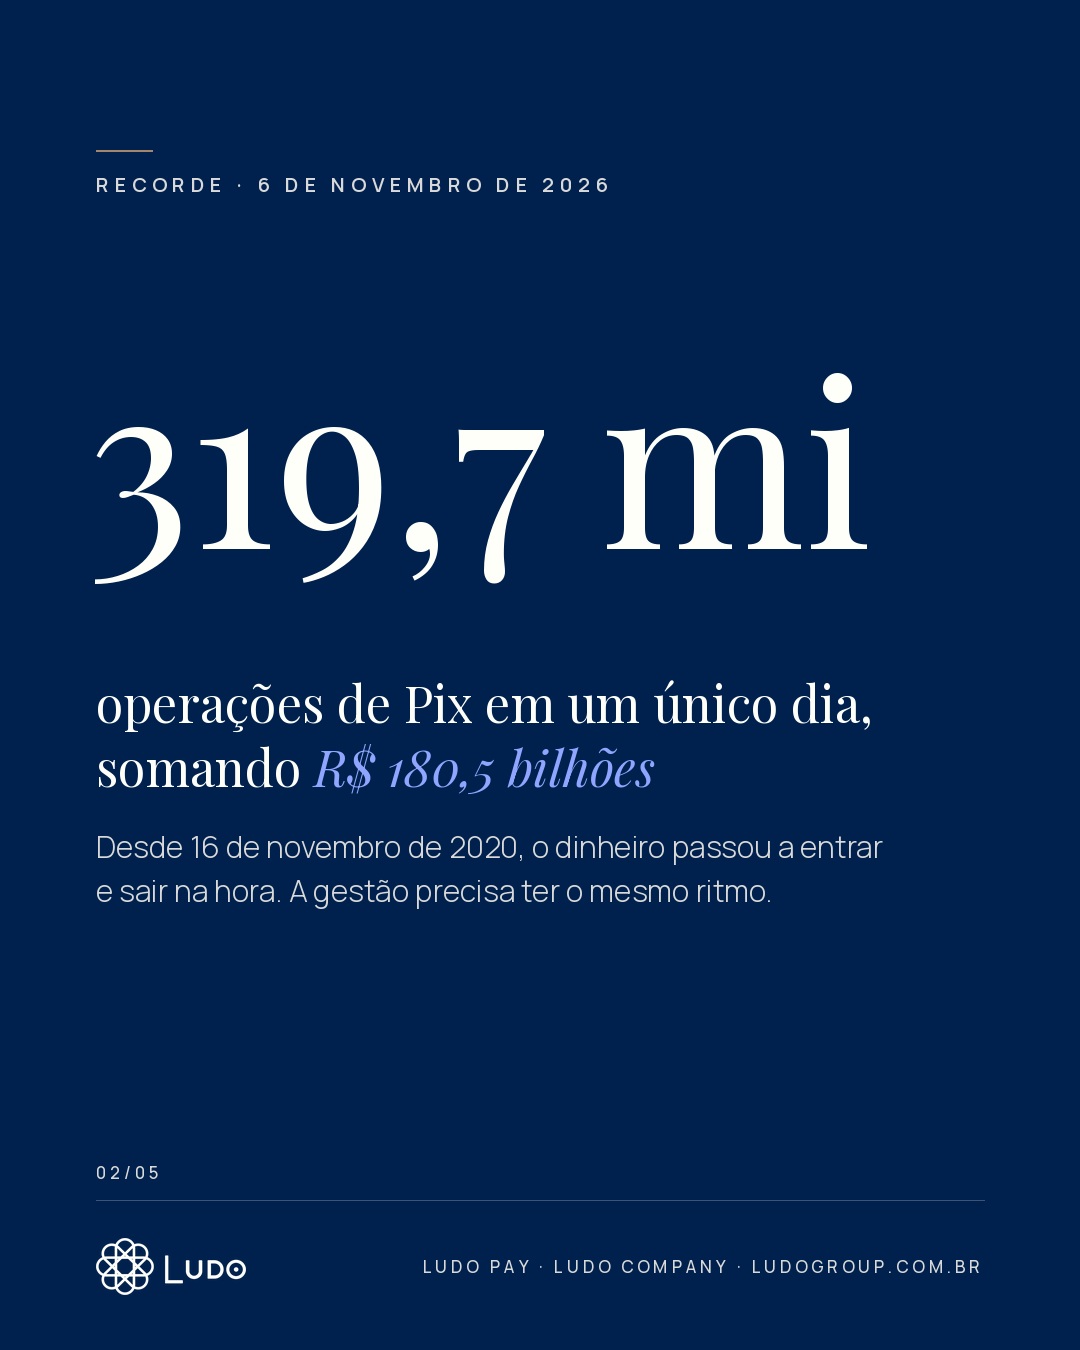 RECORDE · 6 DE NOVEMBRO DE 2026
319,7 mi
operações de Pix em um único dia,
somando R$ 180,5 bilhões
Desde 16 de novembro de 2020, o dinheiro passou a entrar
e sair na hora. A gestão precisa ter o mesmo ritmo.
02/05
LUDO
LUDO PAY · LUDO COMPANY · LUDOGROUP.COM.BR